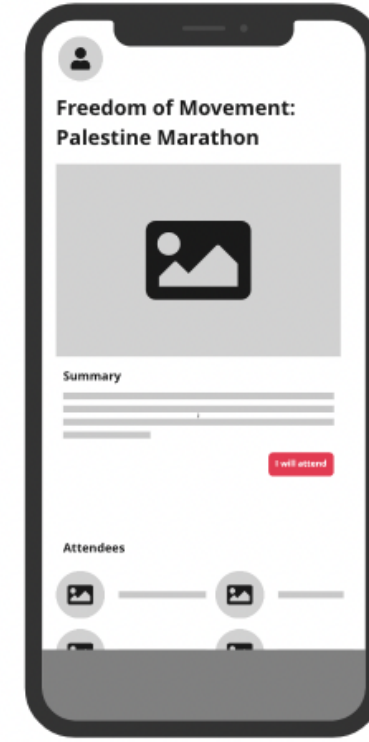 Freedom of Movement:
Palestine Marathon
Summary
I will attend
Attendees